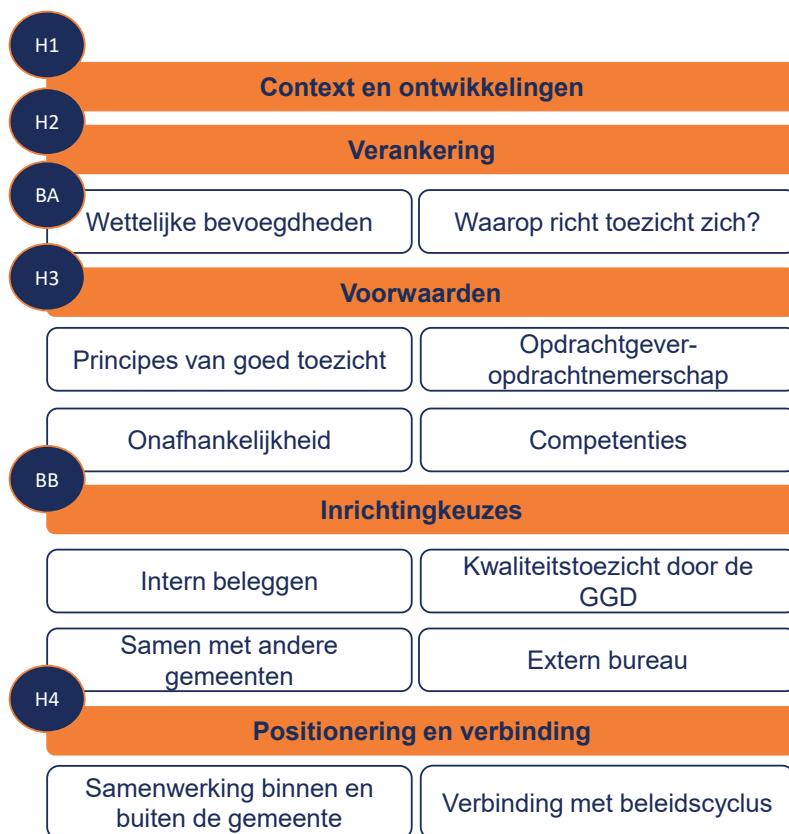 H1
Context en ontwikkelingen
H2
Verankering
BA
Wettelijke bevoegdheden
Waarop richt toezicht zich?
H3
Voorwaarden
Principes van goed toezicht
Opdrachtgever-
opdrachtnemerschap
Onafhankelijkheid
Competenties
BB
Inrichtingkeuzes
Intern beleggen
Kwaliteitstoezicht door de
GGD
Samen met andere
gemeenten
Extern bureau
H4
Positionering en verbinding
Samenwerking binnen en
buiten de gemeente
Verbinding met beleidscyclus